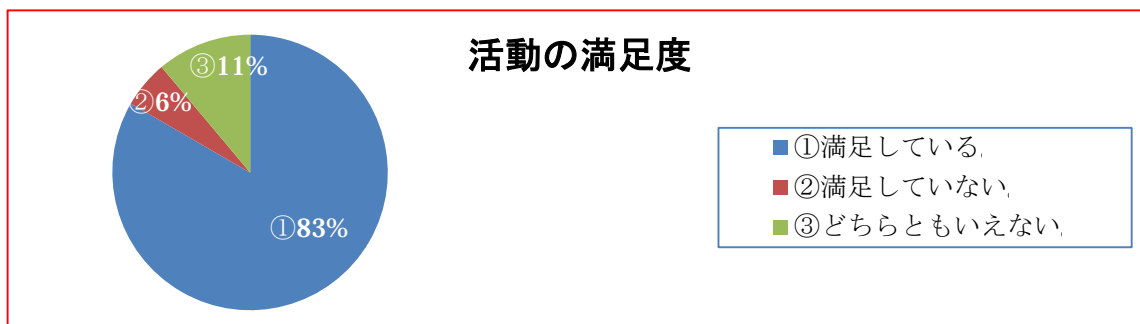 活動の満足度
③11%
②6%
①83%
①満足している
②満足していない
③どちらともいえない